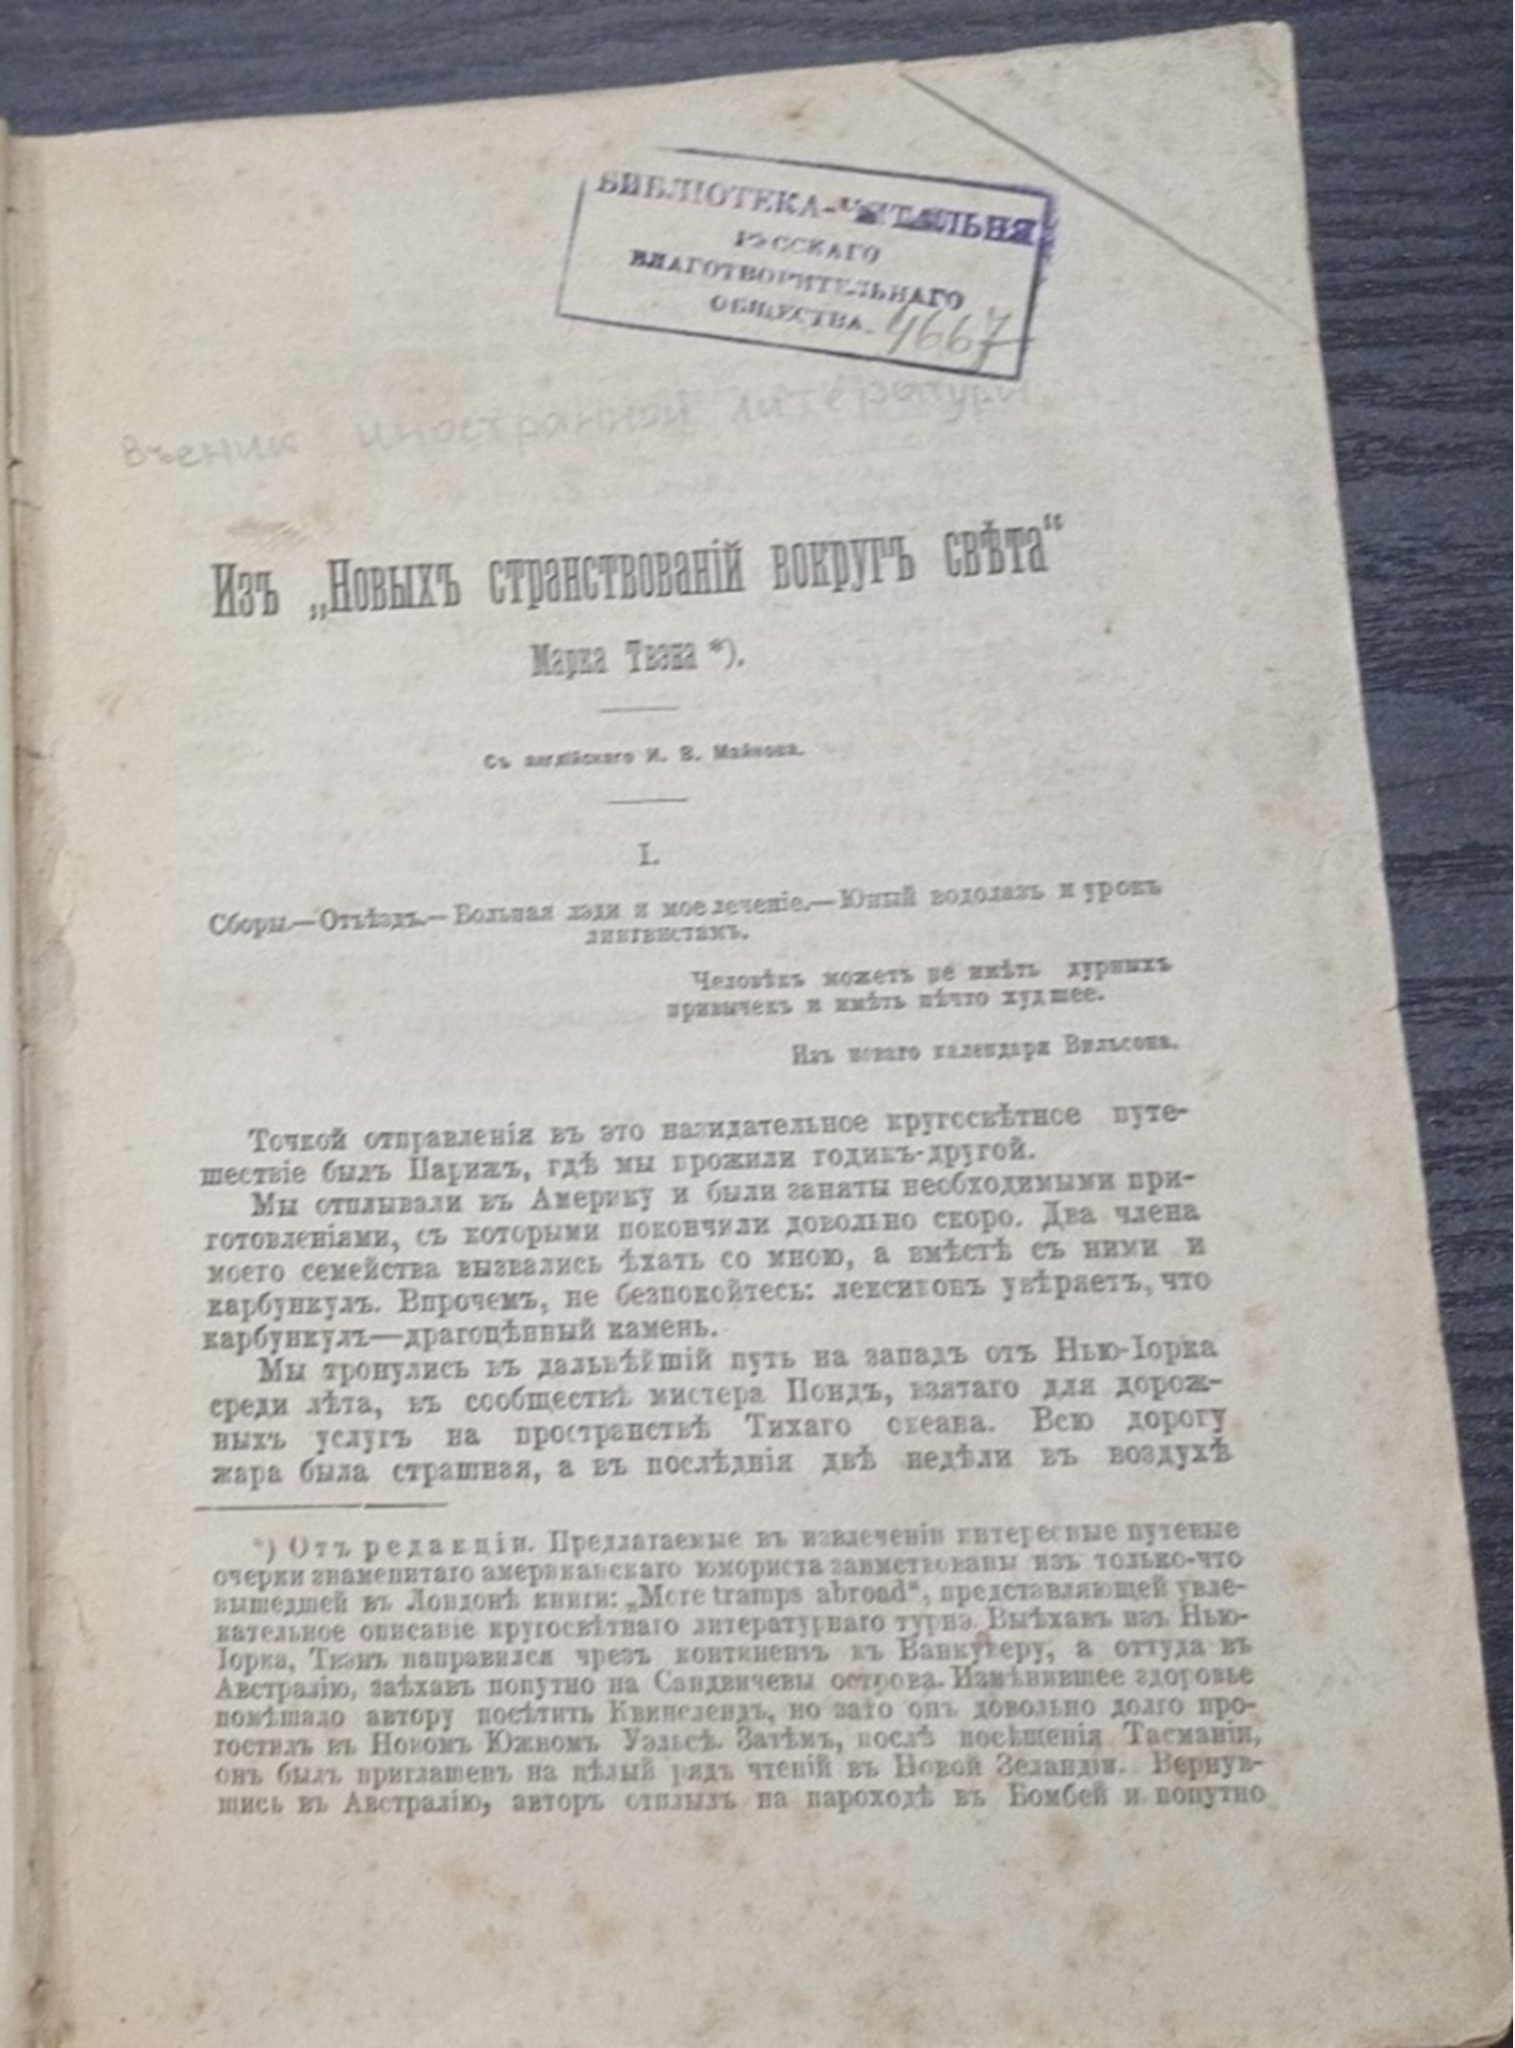 БИБЛІОТЕКА-ЧИТАЛЬНЯ
РУССКАГО
БЛАГОТВОРИТЕЛЬНАГО
ОБЩЕСТВА.
4667
иностранной литературы
Изъ „Новыхъ странствованій вокругъ свѣта“
Марка Твэна *).
Съ англійскаго И. В. Майнова.
I.
Сборы.—Отъѣздъ.—Больная лэди и мое леченіе.—Юный водолазъ и урокъ
лингвистамъ.
Человѣкъ можетъ не имѣть дурныхъ
привычекъ и имѣть нѣчто худшее.
Изъ новаго календаря Вильсона.
Точкой отправленія въ это назидательное кругосвѣтное путе-
шествіе былъ Парижъ, гдѣ мы прожили годикъ-другой.
Мы отплывали въ Америку и были заняты необходимыми при-
готовленіями, съ которыми покончили довольно скоро. Два члена
моего семейства вызвались ѣхать со мною, а вмѣстѣ съ ними и
карбункулъ. Впрочемъ, не безпокойтесь: лексиконъ увѣряетъ, что
карбункулъ—драгоцѣнный камень.
Мы тронулись въ дальнѣйшій путь на западъ отъ Нью-Іорка
среди лѣта, въ сообществѣ мистера Пондъ, взятаго для дорож-
ныхъ услугъ на пространствѣ Тихаго океана. Всю дорогу
жара была страшная, а въ послѣднія двѣ недѣли въ воздухѣ
*) Отъ редакціи. Предлагаемые въ извлеченіи интересные путевые
очерки знаменитаго американскаго юмориста заимствованы изъ только-что
вышедшей въ Лондонѣ книги: „More tramps abroad“, представляющей увле-
кательное описаніе кругосвѣтнаго литературнаго турнэ. Выѣхавъ изъ Нью-
Іорка, Твэнъ направился чрезъ континентъ къ Ванкуверу, а оттуда въ
Австралію, заѣхавъ попутно на Сандвичевы острова. Измѣнившее здоровье
помѣшало автору посѣтить Квинслендъ, но зато онъ довольно долго про-
гостилъ въ Новомъ Южномъ Уэльсѣ. Затѣмъ, послѣ посѣщенія Тасманіи,
онъ былъ приглашенъ на цѣлый рядъ чтеній въ Новой Зеландіи. Вернув-
шись въ Австралію, авторъ отплылъ на пароходѣ въ Бомбей и попутно